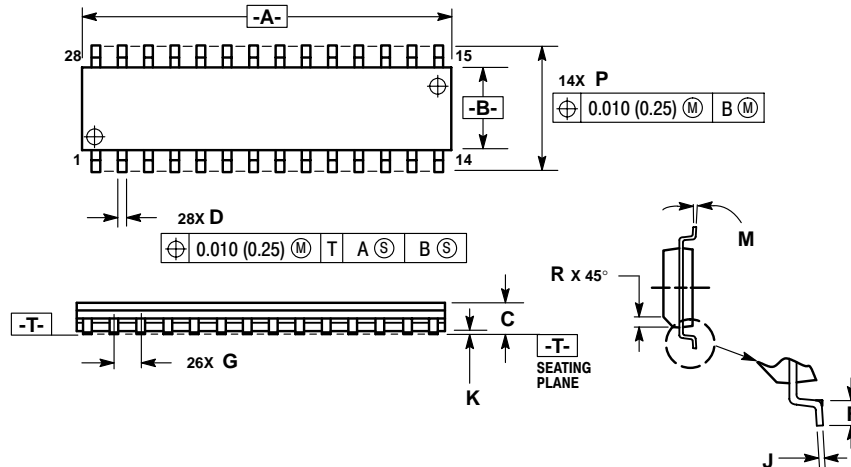 -A-
28
15
-B-
14X P
⌖ 0.010 (0.25) Ⓜ B Ⓜ
1
14
28X D
⌖ 0.010 (0.25) Ⓜ T A Ⓢ B Ⓢ
M
R X 45°
-T-
C
26X G
K
-T-
SEATING
PLANE
J